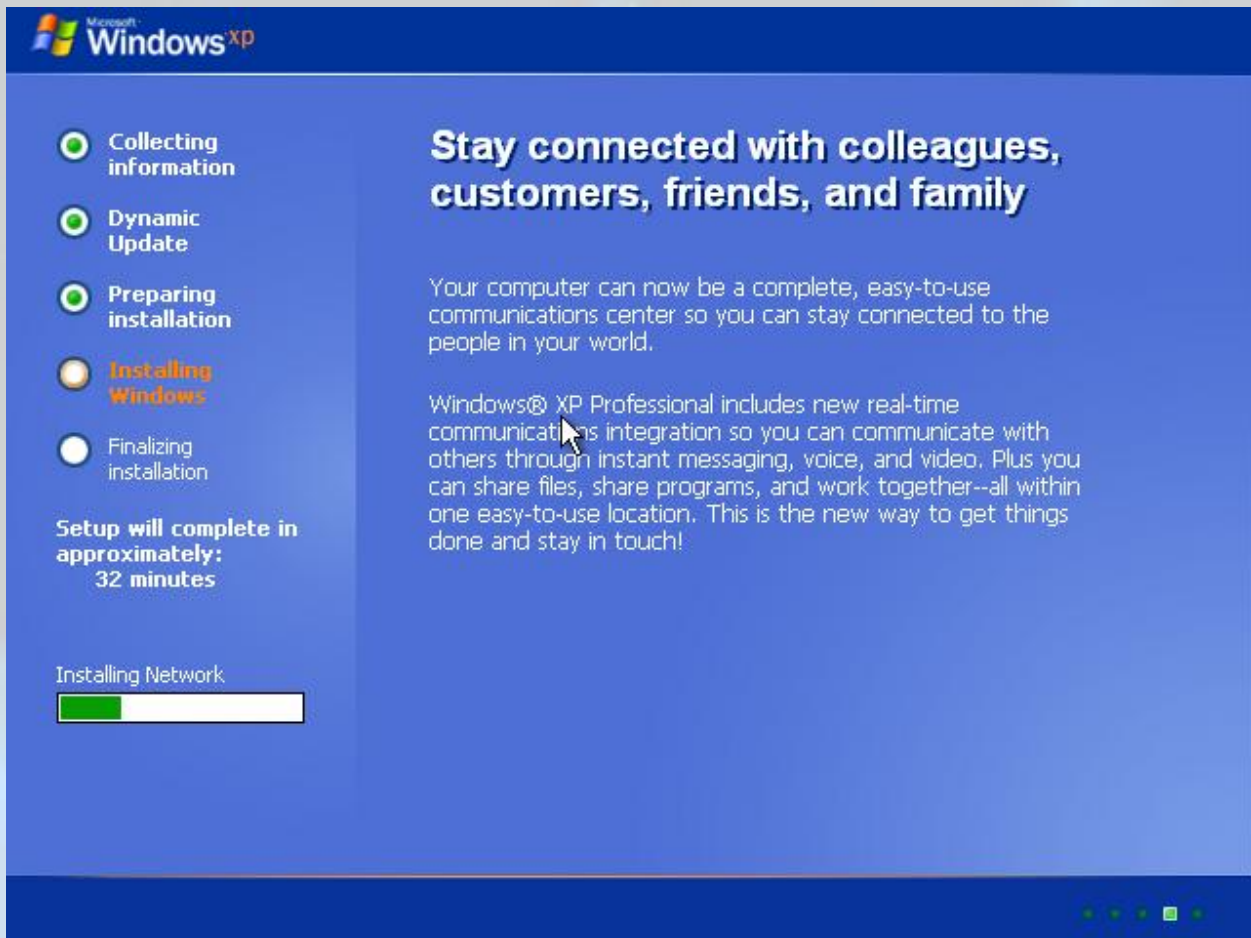 Microsoft
Windows xp
Collecting
information
Dynamic
Update
Preparing
installation
Installing
Windows
Finalizing
installation
Setup will complete in
approximately:
32 minutes
Installing Network
Stay connected with colleagues,
customers, friends, and family
Your computer can now be a complete, easy-to-use
communications center so you can stay connected to the
people in your world.
Windows® XP Professional includes new real-time
communications integration so you can communicate with
others through instant messaging, voice, and video. Plus you
can share files, share programs, and work together--all within
one easy-to-use location. This is the new way to get things
done and stay in touch!